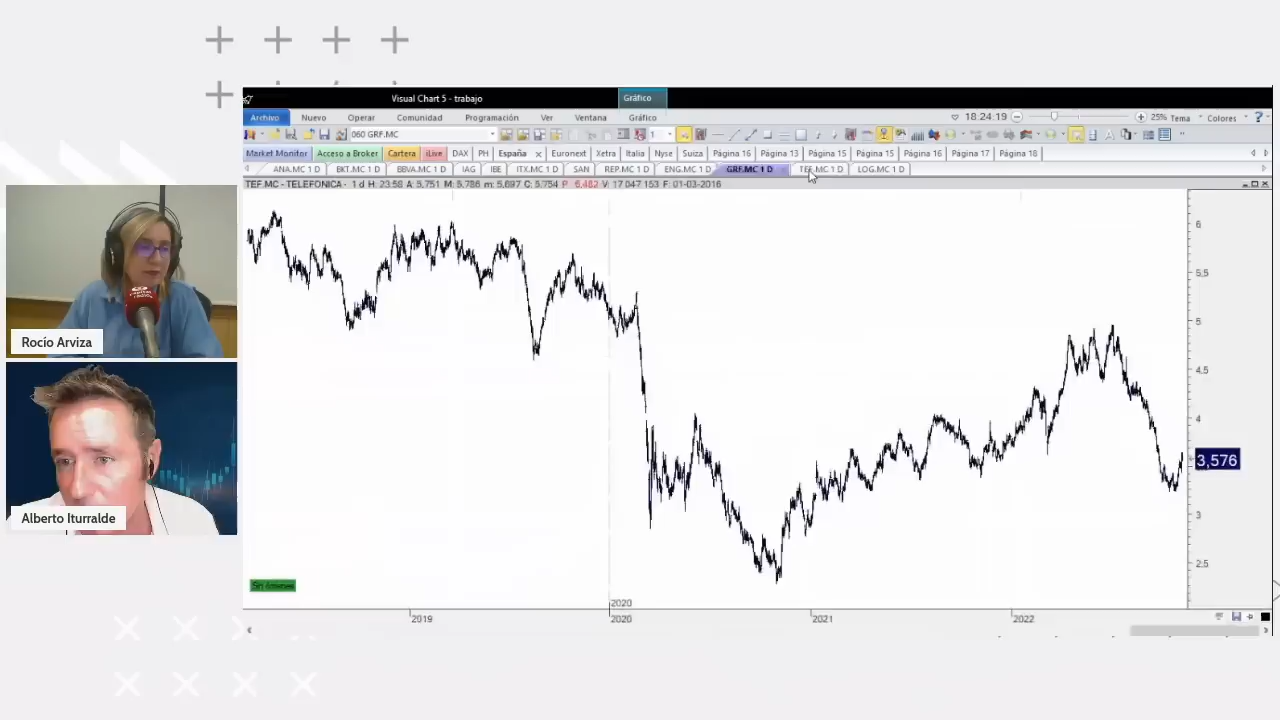 Visual Chart 5 - trabajo
Gráfico
Archivo Nuevo Operar Comunidad Programación Ver Ventana Gráfico
18:24:19 25% Tema Colores ?
060 GRF.MC 1
Market Monitor Acceso a Broker Cartera iLive DAX PH España x Euronext Xetra Italia Nyse Suiza Página 16 Página 13 Página 15 Página 15 Página 16 Página 17 Página 18
ANA.MC 1 D BKT.MC 1 D BBVA.MC 1 D IAG IBE ITX.MC 1 D SAN REP.MC 1 D ENG.MC 1 D GRF.MC 1 D TEF.MC 1 D LOG.MC 1 D
TEF.MC - TELEFONICA - 1 d H: 23:58 A: 5,751 M: 5,786 m: 5,697 C: 5,754 P: 6,482 V: 17 047 153 F: 01-03-2016
6
5,5
5
4,5
4
3,576
3
2,5
2020
2019 2020 2021 2022
Rocío Arviza
Alberto Iturralde